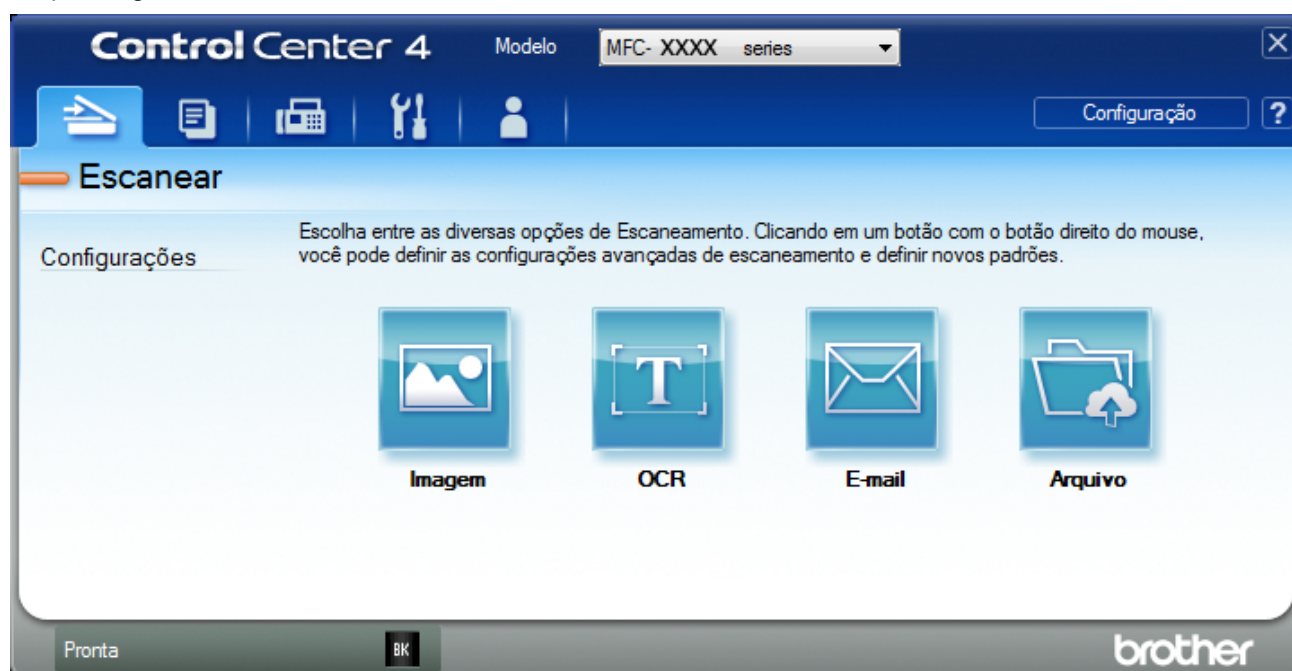 Control Center 4 Modelo MFC- XXXX series
Configuração ?
Escanear
Configurações
Escolha entre as diversas opções de Escaneamento. Clicando em um botão com o botão direito do mouse,
você pode definir as configurações avançadas de escaneamento e definir novos padrões.
T
Imagem OCR E-mail Arquivo
Pronta BK brother